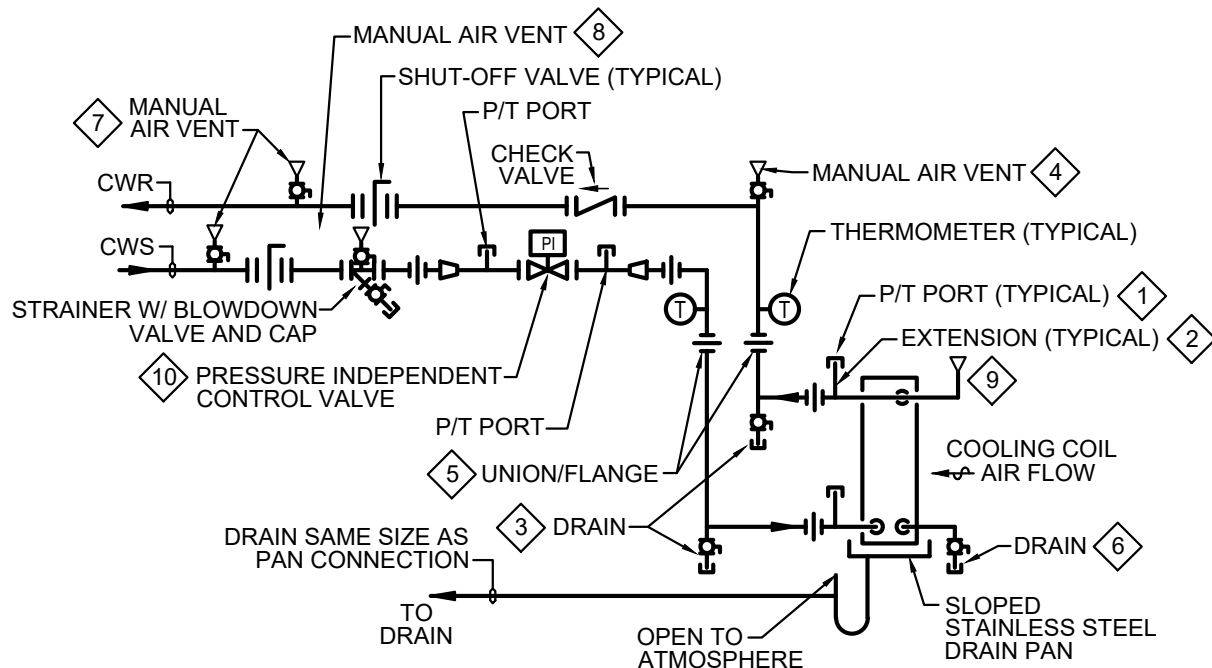 MANUAL AIR VENT 8
SHUT-OFF VALVE (TYPICAL)
7 MANUAL
AIR VENT
P/T PORT
CHECK
VALVE
MANUAL AIR VENT 4
CWR
THERMOMETER (TYPICAL)
CWS
PI
P/T PORT (TYPICAL) 1
STRAINER W/ BLOWDOWN
VALVE AND CAP
T
T
EXTENSION (TYPICAL) 2
10 PRESSURE INDEPENDENT
CONTROL VALVE
9
P/T PORT
COOLING COIL
AIR FLOW
5 UNION/FLANGE
3 DRAIN
DRAIN SAME SIZE AS
PAN CONNECTION
DRAIN 6
TO
DRAIN
OPEN TO
ATMOSPHERE
SLOPED
STAINLESS STEEL
DRAIN PAN